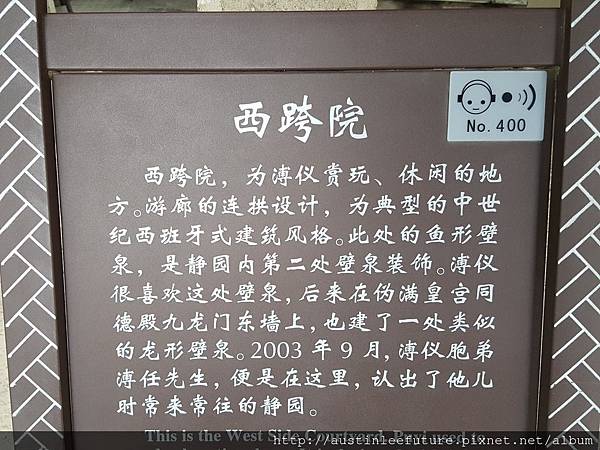 No. 400
西跨院
西跨院，为溥仪赏玩、休闲的地
方。游廊的连拱设计，为典型的中世
纪西班牙式建筑风格。此处的鱼形壁
泉，是静园内第二处壁泉装饰。溥仪
很喜欢这处壁泉，后来在伪满皇宫同
德殿九龙门东墙上，也建了一处类似
的龙形壁泉。2003 年 9 月，溥仪胞弟
溥任先生，便是在这里，认出了他儿
时常来常往的静园。
This is the West Side Courtyard. Puyi used to
http://austinleefuture.pixnet.net/album